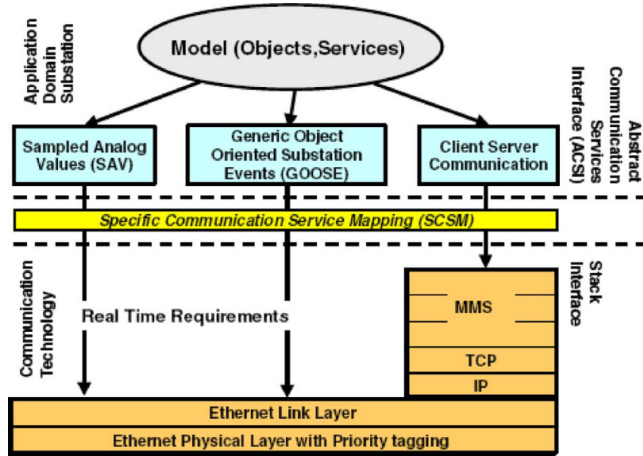 Model (Objects,Services)
Application
Domain
Substation
Abstract
Communication
Services
Interface (ACSI)
Sampled Analog
Values (SAV)
Generic Object
Oriented Substation
Events (GOOSE)
Client Server
Communication
Specific Communication Service Mapping (SCSM)
Communication
Technology
Real Time Requirements
Stack
Interface
MMS
TCP
IP
Ethernet Link Layer
Ethernet Physical Layer with Priority tagging